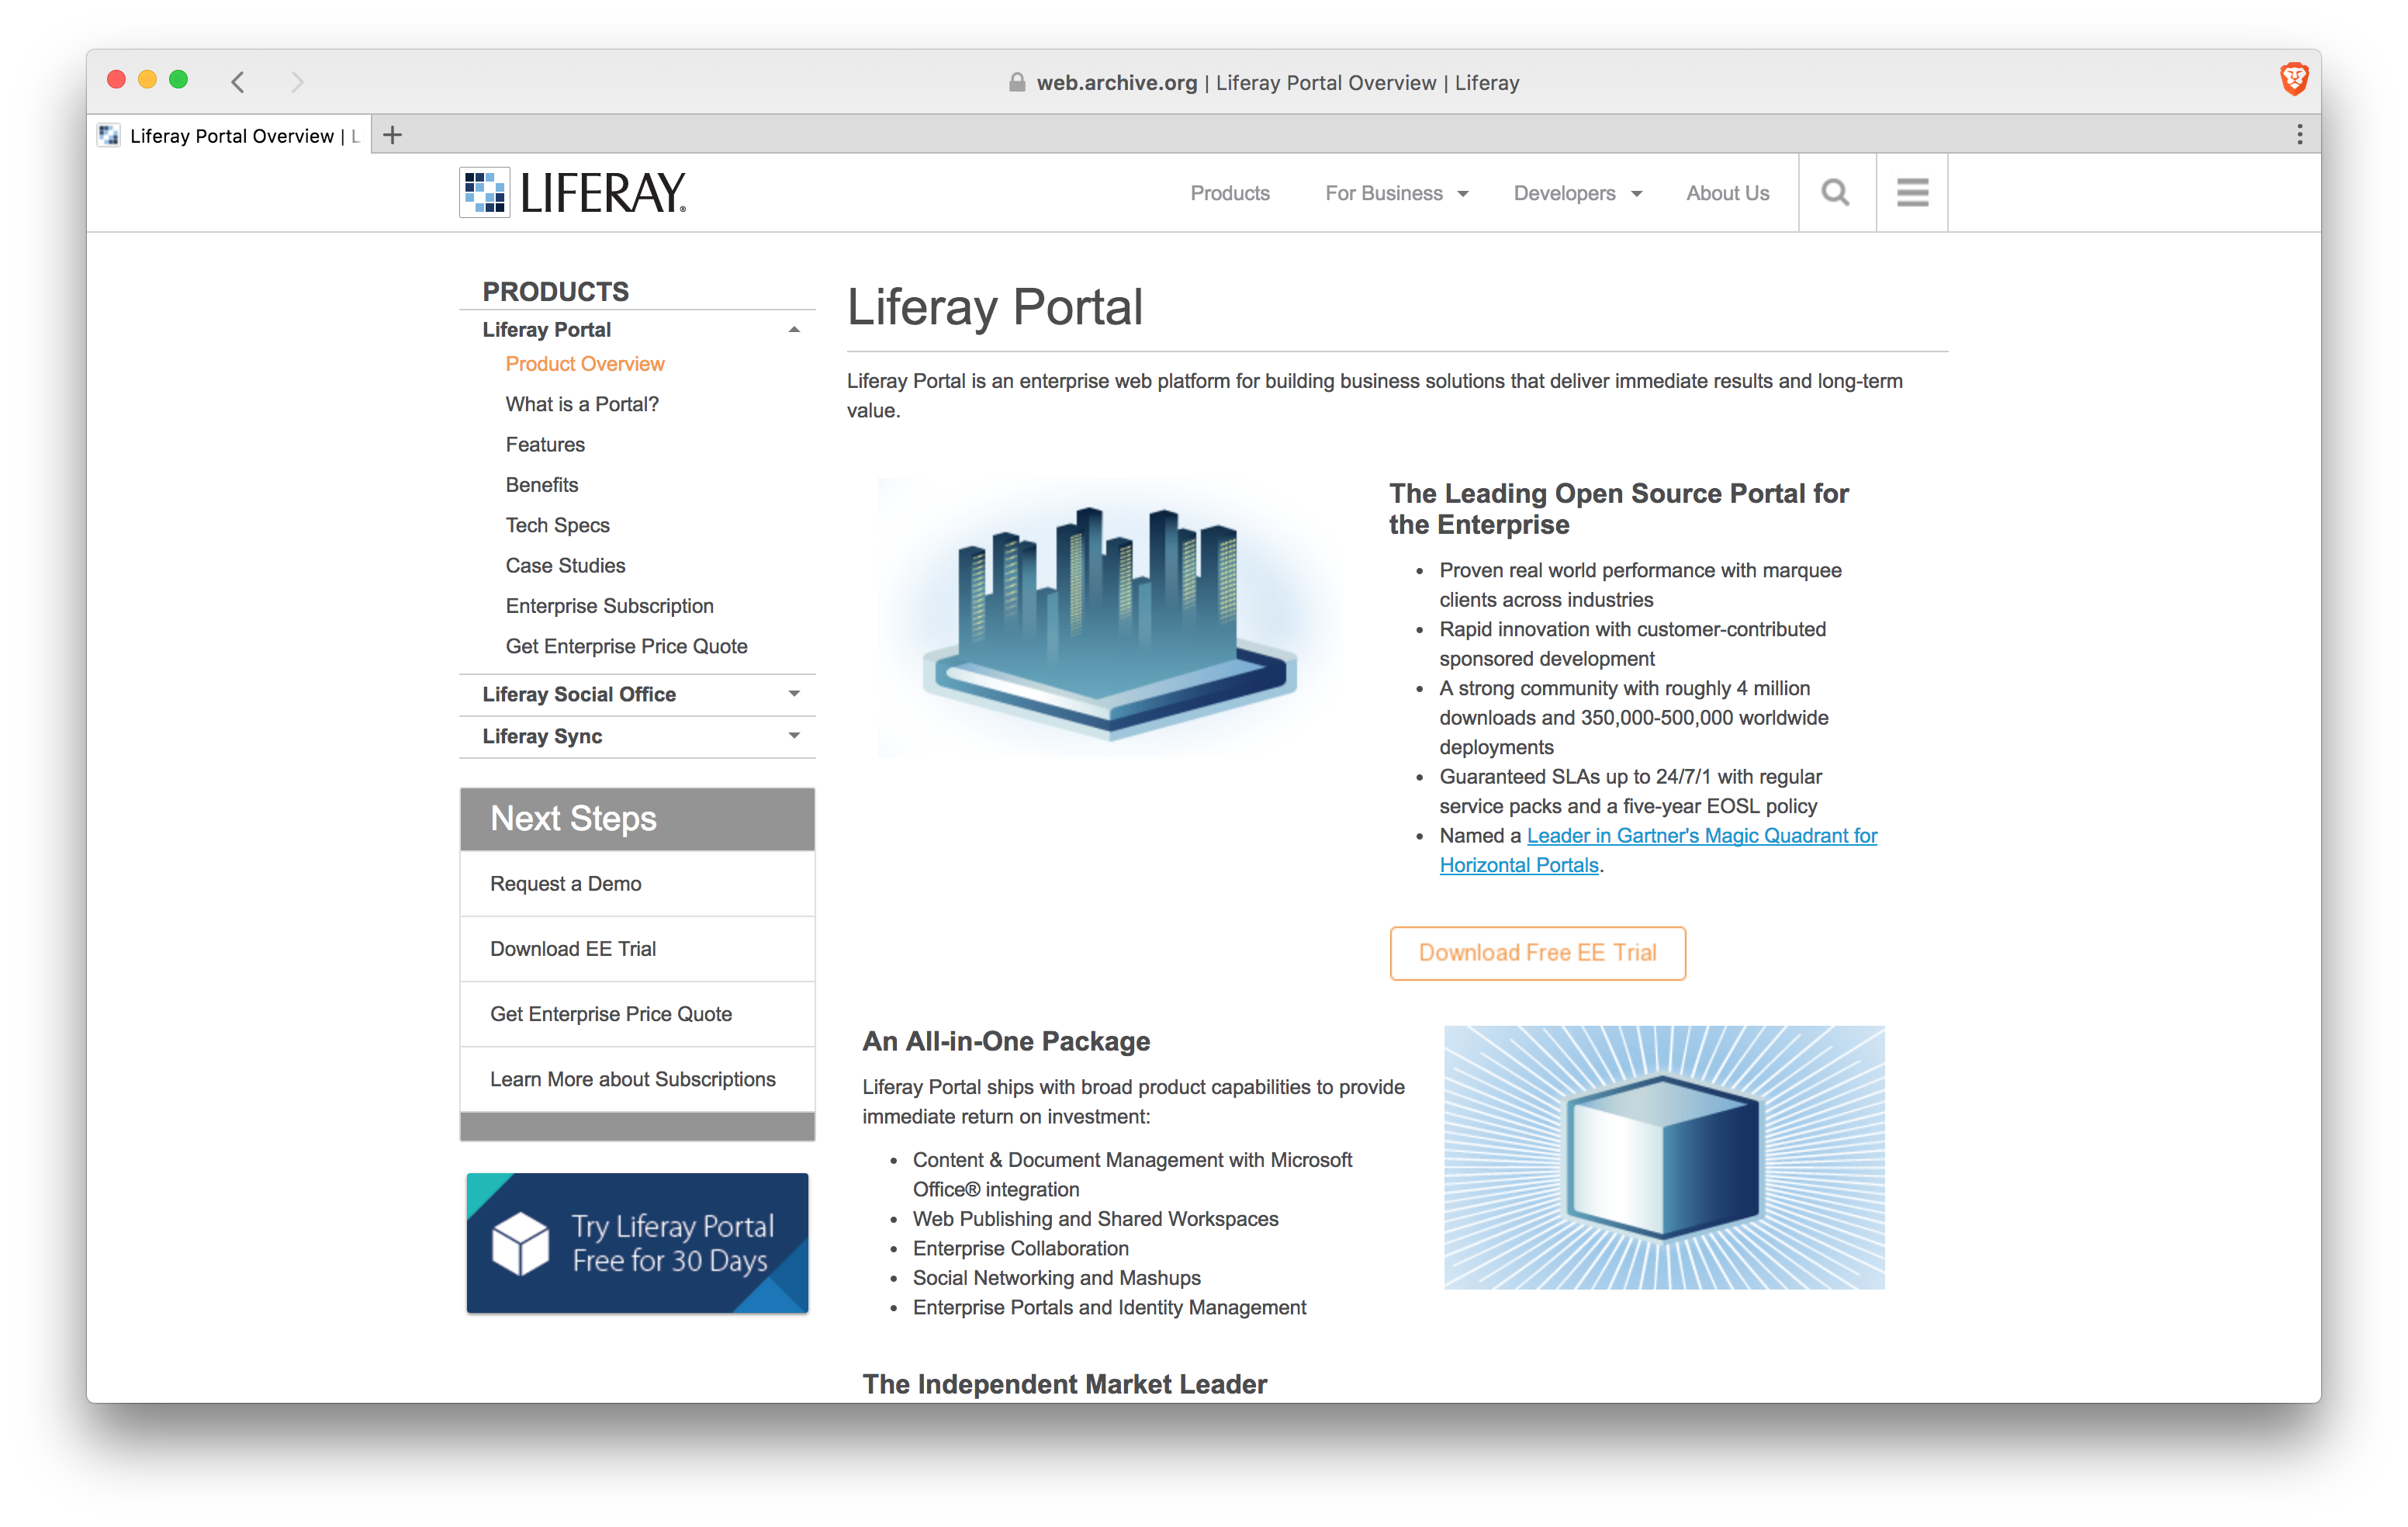 web.archive.org | Liferay Portal Overview | Liferay
Liferay Portal Overview | L
LIFERAY®
Products
For Business
Developers
About Us
PRODUCTS
Liferay Portal
Product Overview
What is a Portal?
Features
Benefits
Tech Specs
Case Studies
Enterprise Subscription
Get Enterprise Price Quote
Liferay Social Office
Liferay Sync
Next Steps
Request a Demo
Download EE Trial
Get Enterprise Price Quote
Learn More about Subscriptions
Try Liferay Portal
Free for 30 Days
Liferay Portal
Liferay Portal is an enterprise web platform for building business solutions that deliver immediate results and long-term
value.
The Leading Open Source Portal for
the Enterprise
• Proven real world performance with marquee
clients across industries
• Rapid innovation with customer-contributed
sponsored development
• A strong community with roughly 4 million
downloads and 350,000-500,000 worldwide
deployments
• Guaranteed SLAs up to 24/7/1 with regular
service packs and a five-year EOSL policy
• Named a Leader in Gartner's Magic Quadrant for
Horizontal Portals.
Download Free EE Trial
An All-in-One Package
Liferay Portal ships with broad product capabilities to provide
immediate return on investment:
• Content & Document Management with Microsoft
Office® integration
• Web Publishing and Shared Workspaces
• Enterprise Collaboration
• Social Networking and Mashups
• Enterprise Portals and Identity Management
The Independent Market Leader